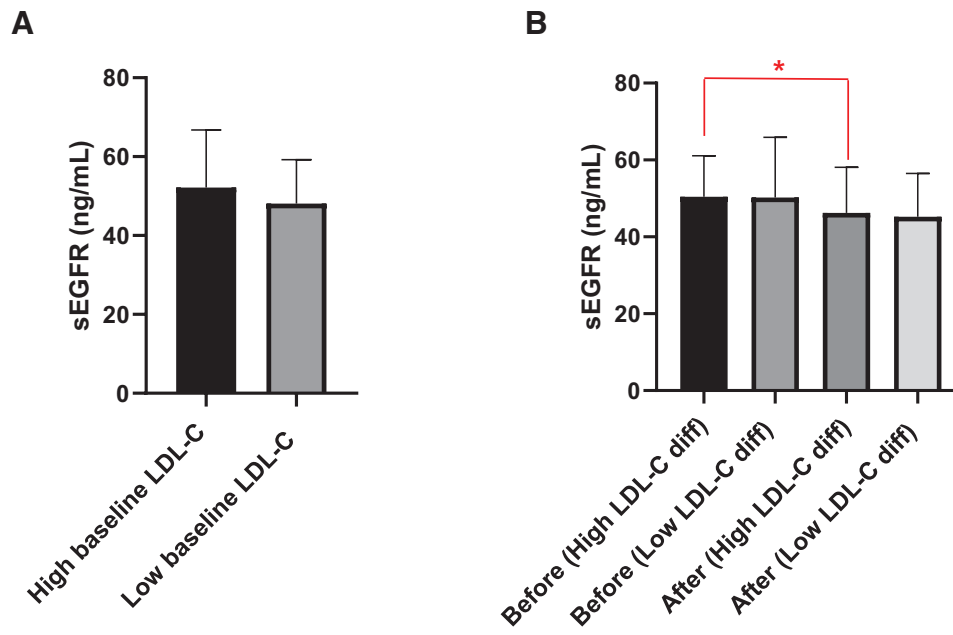 A
sEGFR (ng/mL)
80
60
40
20
0
High baseline LDL-C
Low baseline LDL-C
B
*
sEGFR (ng/mL)
80
60
40
20
0
Before (High LDL-C diff)
Before (Low LDL-C diff)
After (High LDL-C diff)
After (Low LDL-C diff)